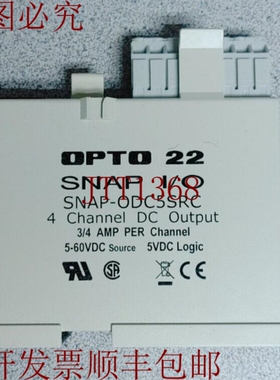 图必究
OPTO 22
SNAP I/O
TTT1368
SNAP-ODC5SRC
4 Channel DC Output
3/4 AMP PER Channel
5-60VDC Source 5VDC Logic
开发票顺丰包邮